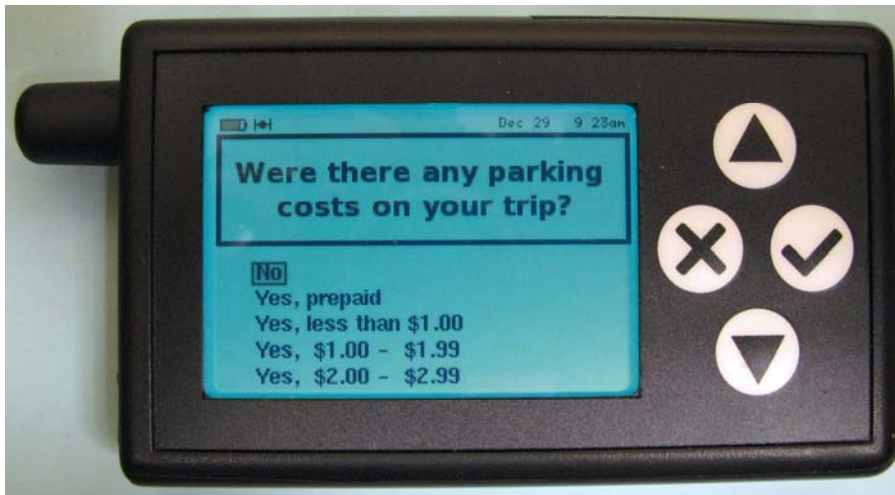 Dec 29 9 23am
Were there any parking
costs on your trip?
No
Yes, prepaid
Yes, less than $1.00
Yes, $1.00 - $1.99
Yes, $2.00 - $2.99